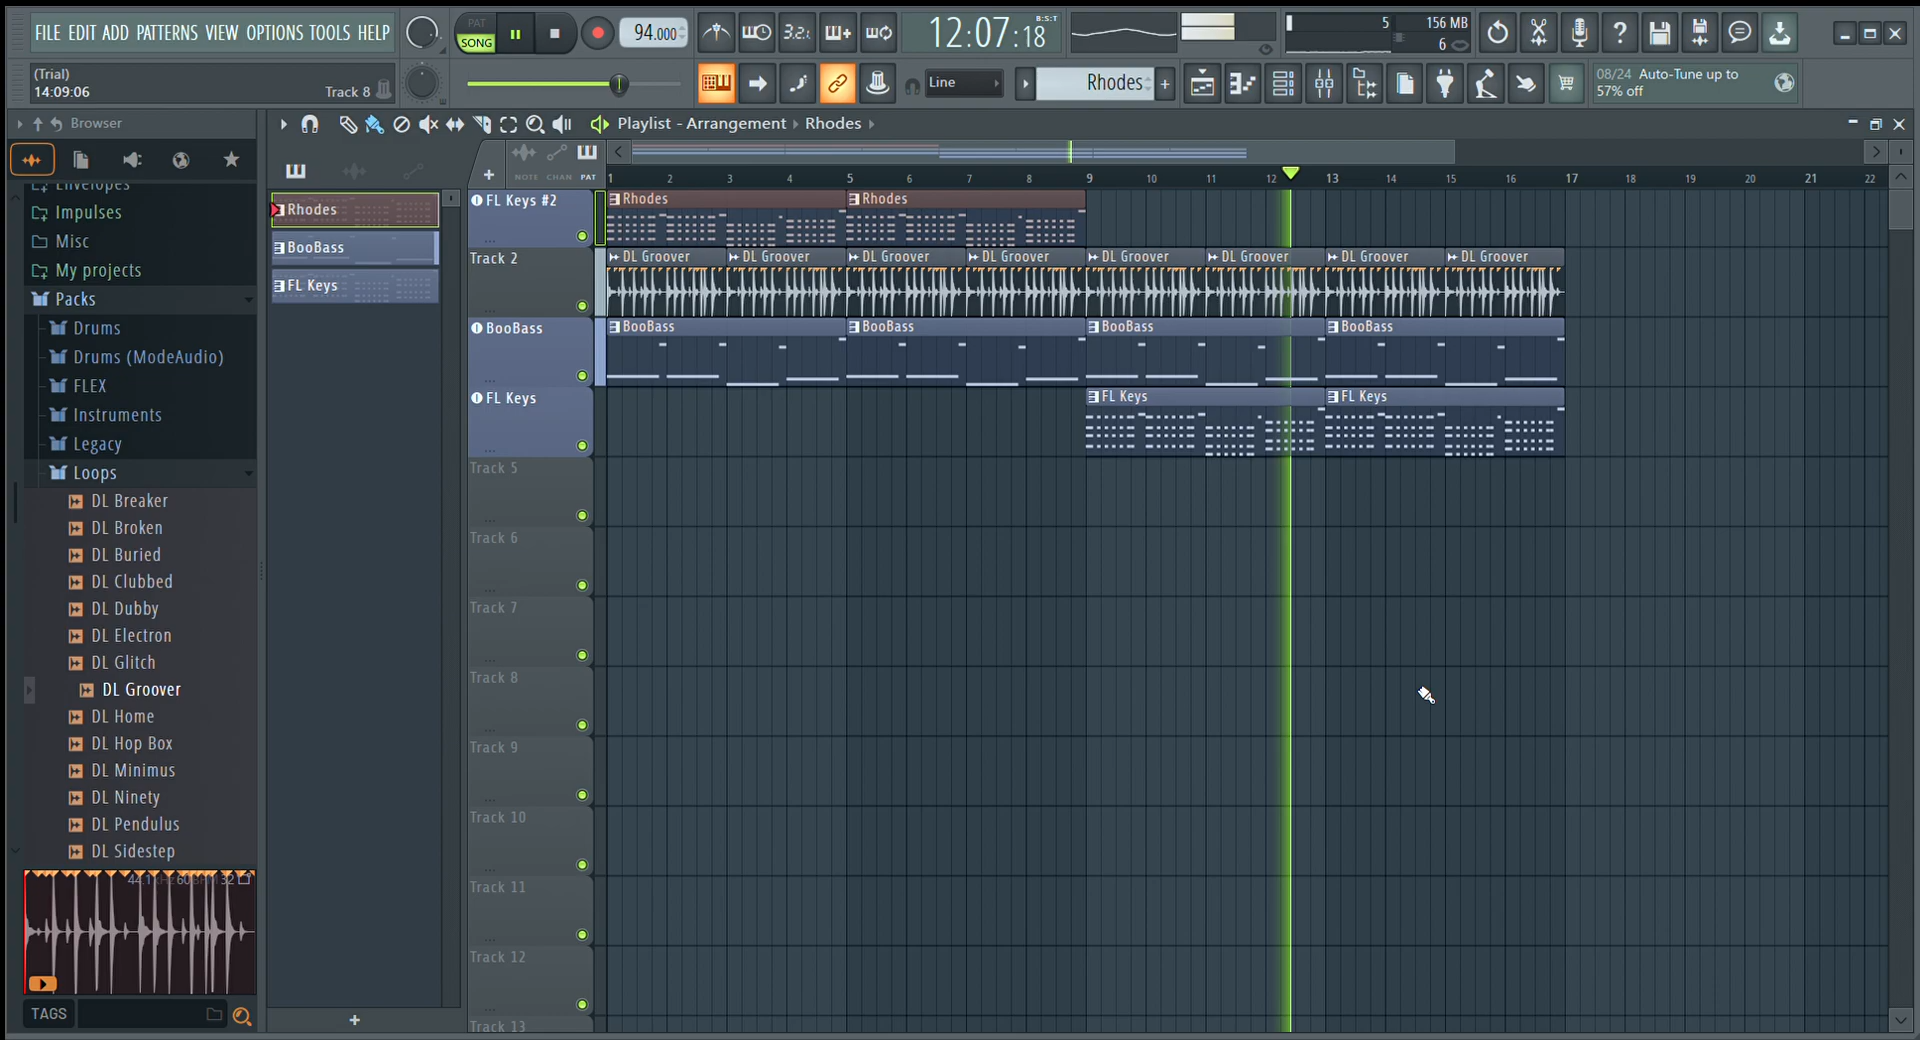 FILE EDIT ADD PATTERNS VIEW OPTIONS TOOLS HELP
PAT
SONG
94.000
3.2.
12:07:18
B:S:T
5
156 MB
6
(Trial)
14:09:06
Track 8
Line
Rhodes
08/24 Auto-Tune up to
57% off
Browser
Playlist - Arrangement Rhodes
NOTE CHAN PAT
1 2 3 4 5 6 7 8 9 10 11 12 13 14 15 16 17 18 19 20 21 22
Envelopes
Impulses
Misc
My projects
Packs
Drums
Drums (ModeAudio)
FLEX
Instruments
Legacy
Loops
DL Breaker
DL Broken
DL Buried
DL Clubbed
DL Dubby
DL Electron
DL Glitch
DL Groover
DL Home
DL Hop Box
DL Minimus
DL Ninety
DL Pendulus
DL Sidestep
TAGS
Rhodes
BooBass
FL Keys
FL Keys #2
Rhodes Rhodes
Track 2
DL Groover DL Groover DL Groover DL Groover DL Groover DL Groover DL Groover DL Groover
BooBass
BooBass BooBass BooBass BooBass
FL Keys
FL Keys FL Keys
Track 5
Track 6
Track 7
Track 8
Track 9
Track 10
Track 11
Track 12
Track 13